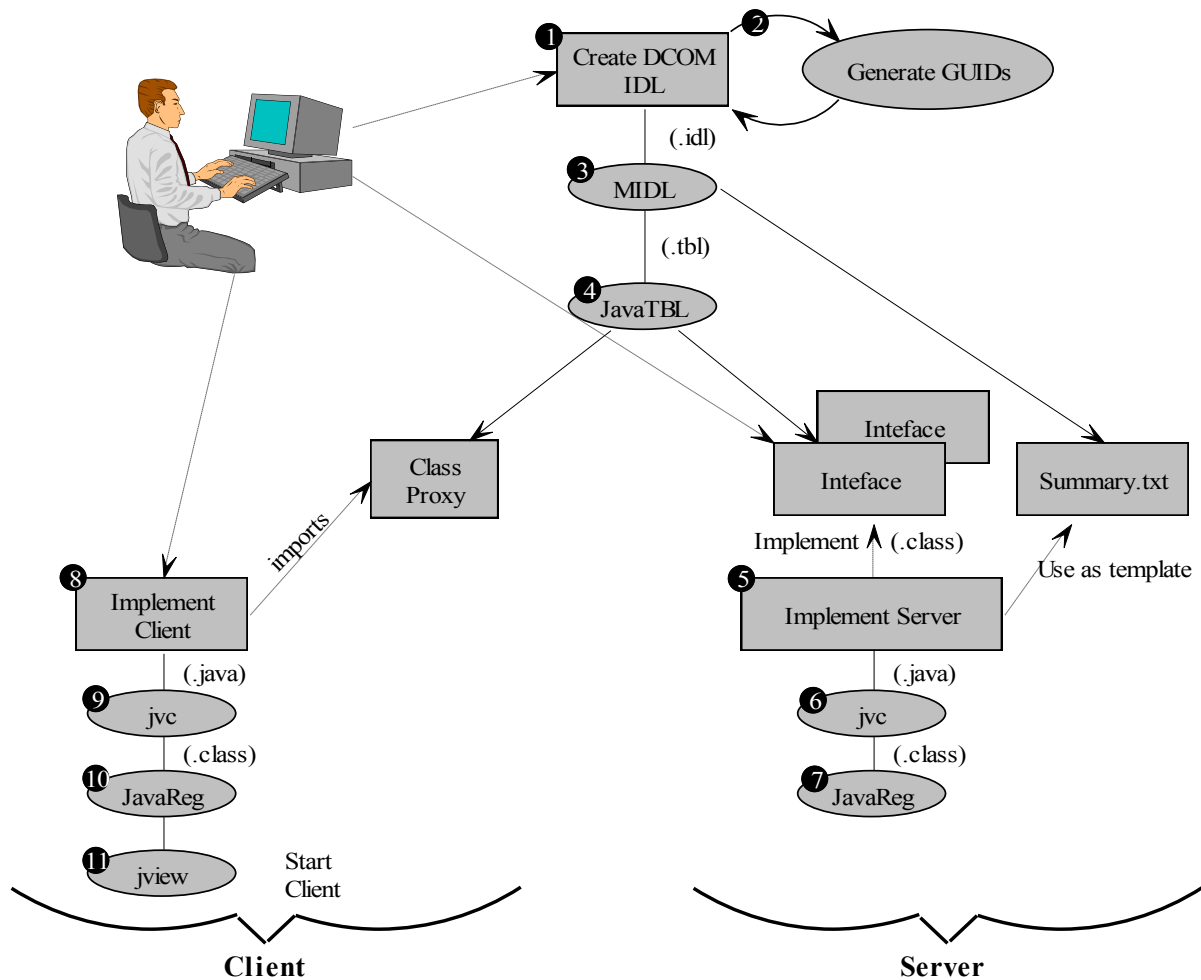 1
Create DCOM
IDL
2
Generate GUIDs
(.idl)
3
MIDL
(.tbl)
4
JavaTBL
Inteface
Inteface
Class
Proxy
Summary.txt
imports
Implement (.class)
Use as template
8
Implement
Client
5
Implement Server
(.java)
9
jvc
(.class)
10
JavaReg
11
jview
Start
Client
(.java)
6
jvc
(.class)
7
JavaReg
Client
Server